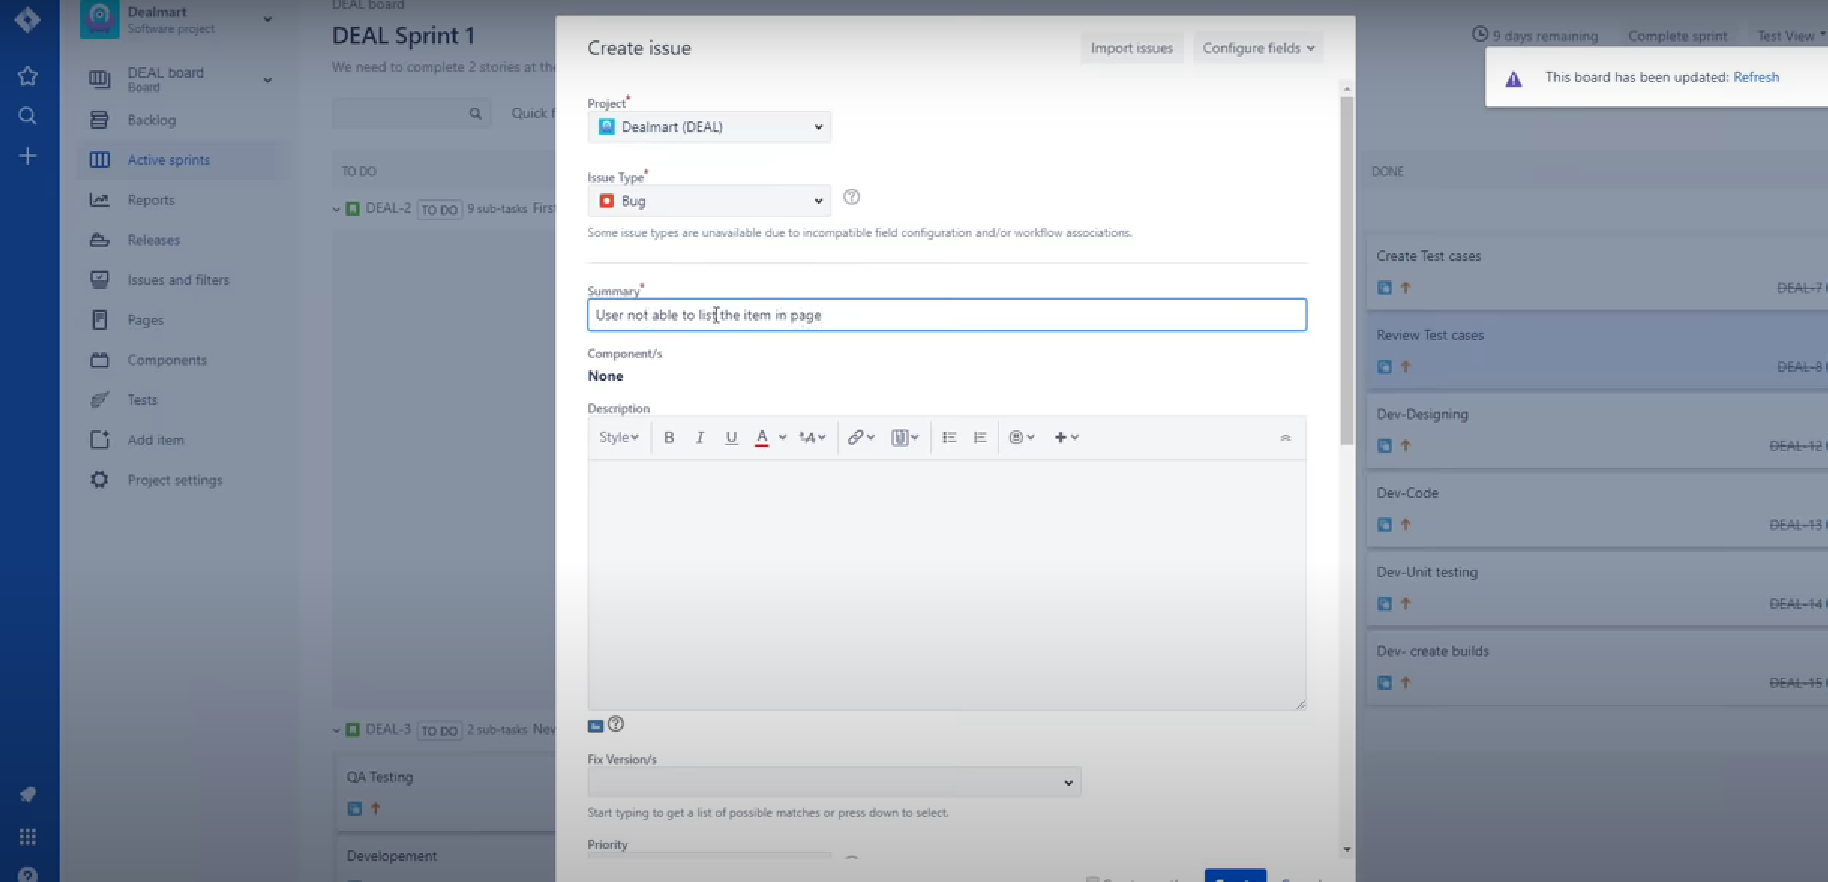 Dealmart
Software project
DEAL board
Board
Backlog
Active sprints
Reports
Releases
Issues and filters
Pages
Components
Tests
Add item
Project settings
DEAL board
DEAL Sprint 1
We need to complete 2 stories at the
Quick f
9 days remaining
Complete sprint
Test View
This board has been updated: Refresh
TO DO
DEAL-2 TO DO 9 sub-tasks First
DEAL-3 TO DO 2 sub-tasks New
QA Testing
Developement
Create issue
Import issues
Configure fields
Project*
Dealmart (DEAL)
Issue Type*
Bug
Some issue types are unavailable due to incompatible field configuration and/or workflow associations.
Summary*
User not able to list the item in page
Component/s
None
Description
Style
Fix Version/s
Start typing to get a list of possible matches or press down to select.
Priority
DONE
Create Test cases
DEAL-7
Review Test cases
DEAL-8
Dev-Designing
DEAL-12
Dev-Code
DEAL-13
Dev-Unit testing
DEAL-14
Dev- create builds
DEAL-15